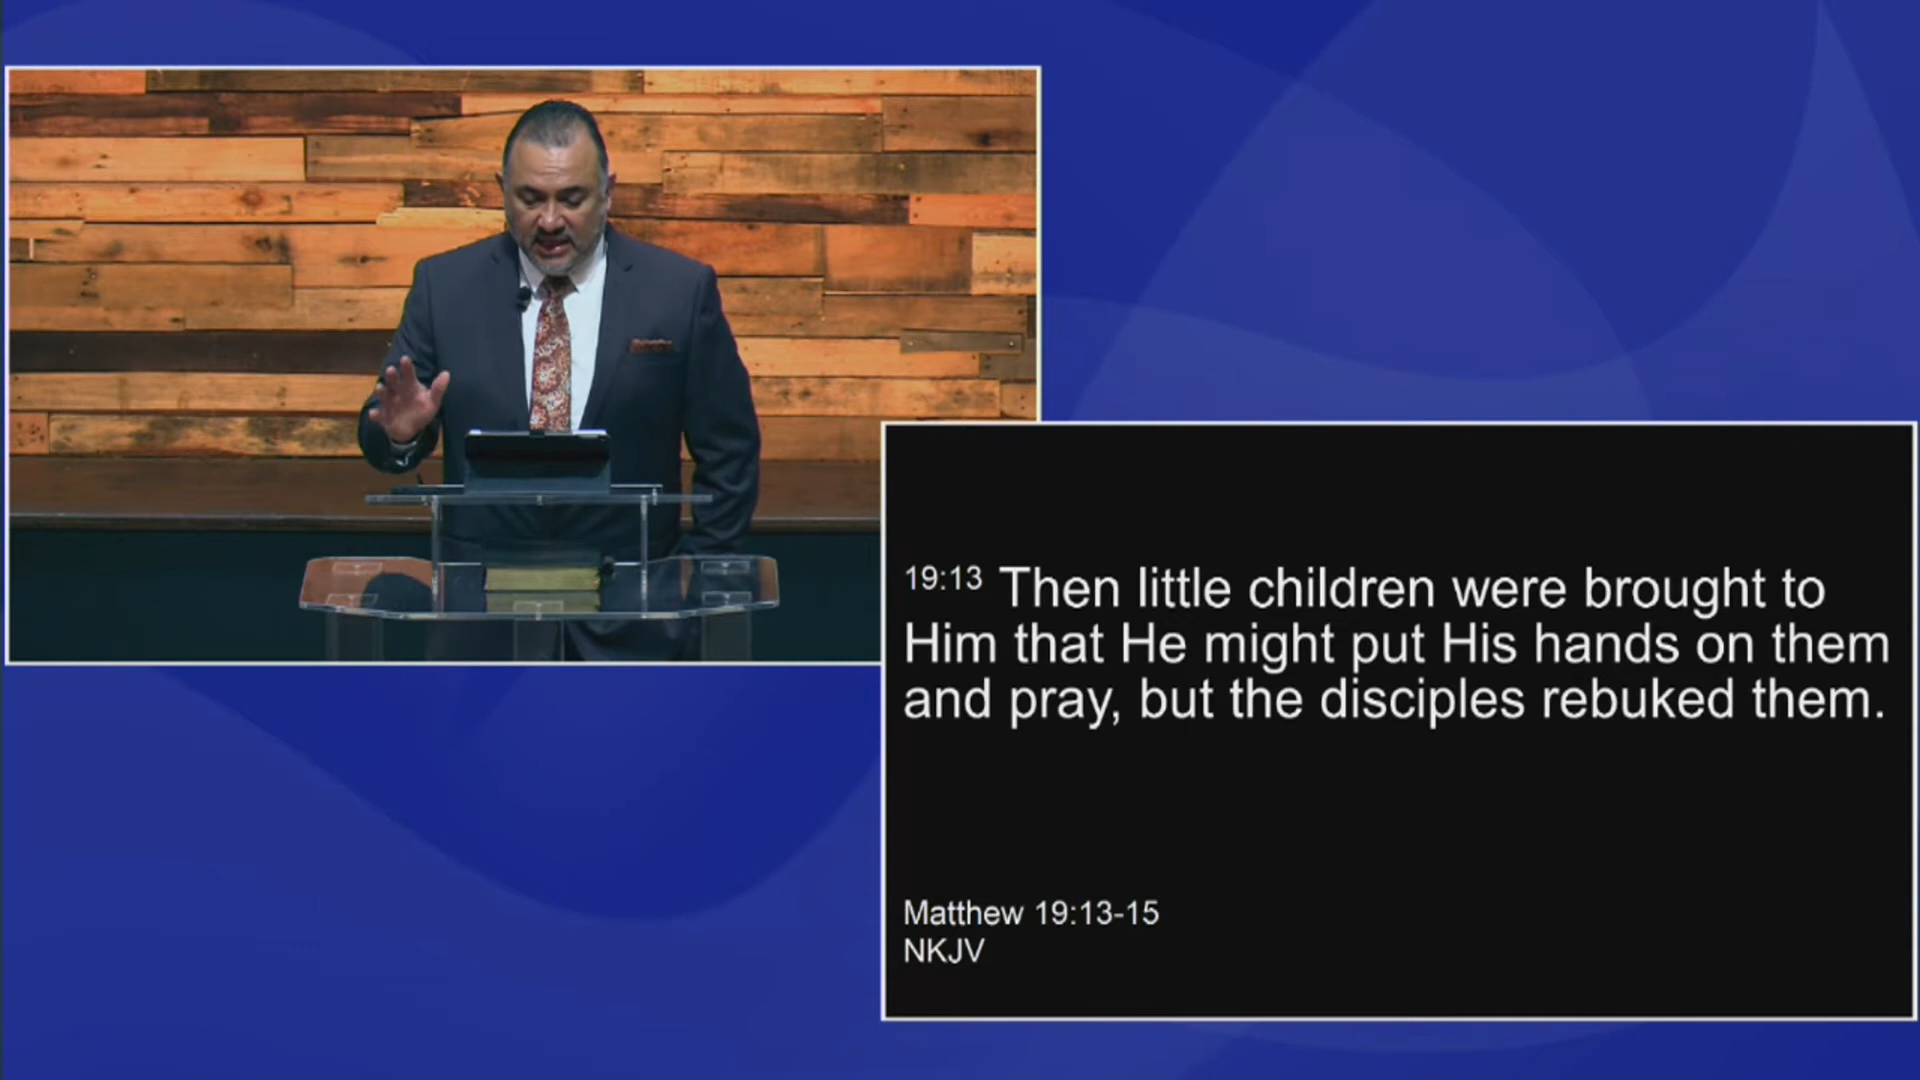 19:13 Then little children were brought to
Him that He might put His hands on them
and pray, but the disciples rebuked them.
Matthew 19:13-15
NKJV